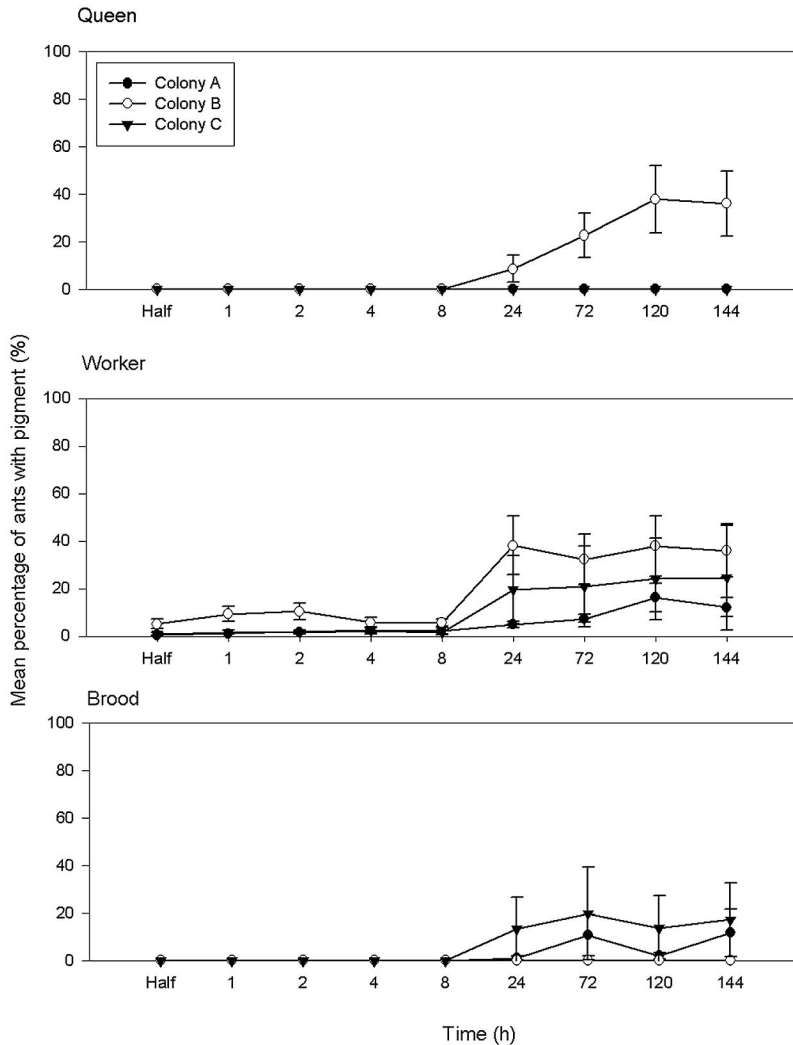 Queen
100
80
60
40
20
0
Colony A
Colony B
Colony C
Half 1 2 4 8 24 72 120 144
Mean percentage of ants with pigment (%)
Worker
100
80
60
40
20
0
Half 1 2 4 8 24 72 120 144
Brood
100
80
60
40
20
0
Half 1 2 4 8 24 72 120 144
Time (h)